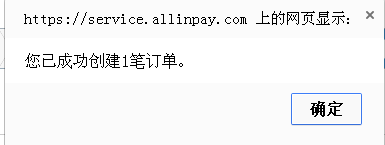 https://service.allinpay.com 上的网页显示:
您已成功创建1笔订单。
确定